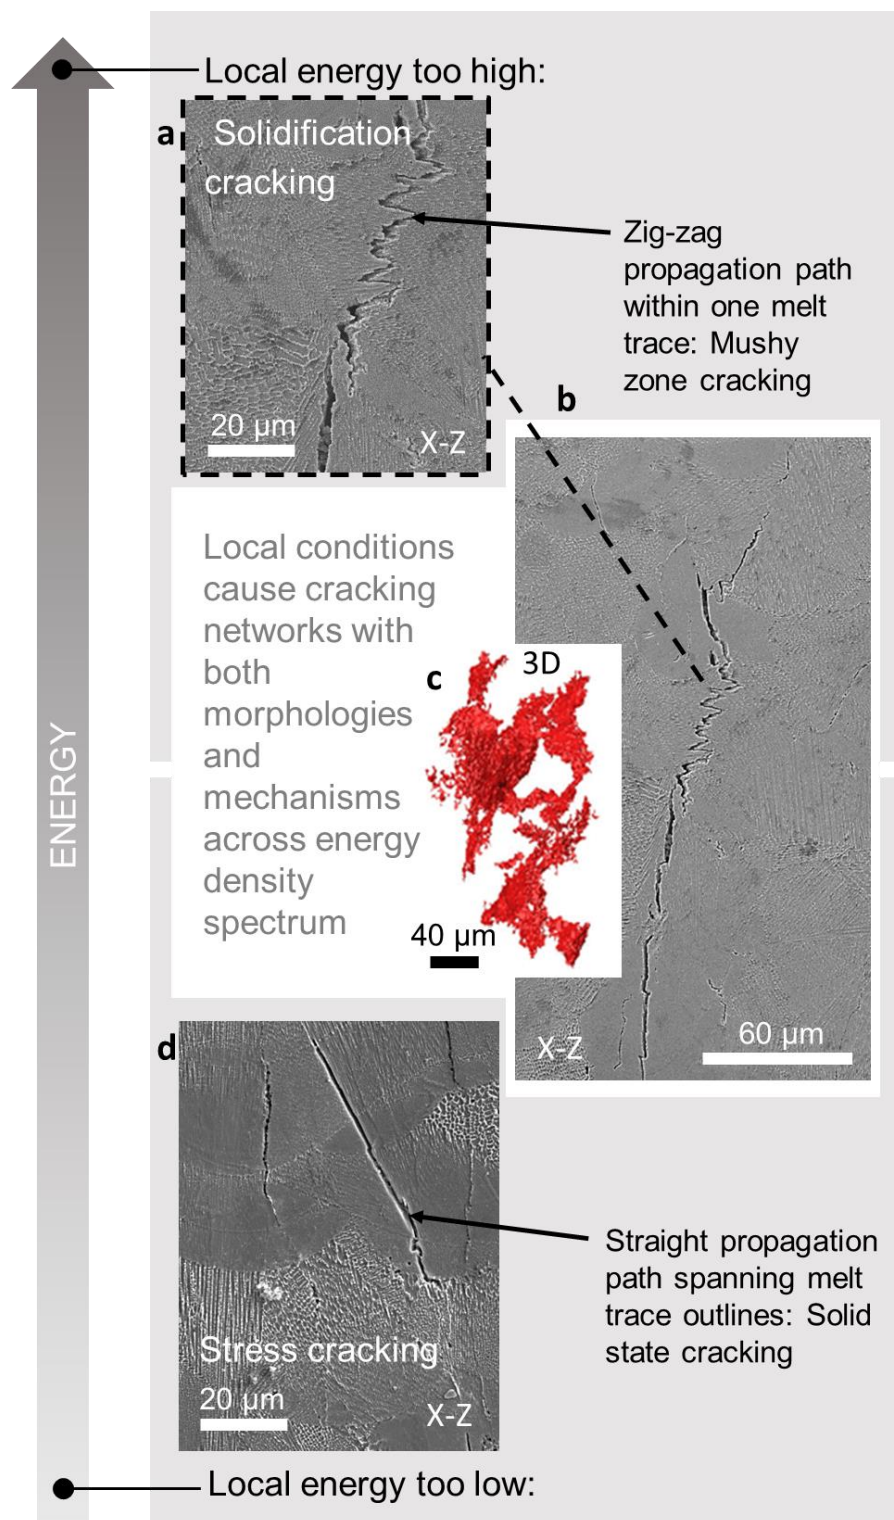 Local energy too high:
a
Solidification
cracking
20 µm
X-Z
Zig-zag
propagation path
within one melt
trace: Mushy
zone cracking
b
Local conditions
cause cracking
networks with
both
morphologies
and
mechanisms
across energy
density
spectrum
c
3D
40 µm
X-Z
60 µm
ENERGY
d
Stress cracking
20 µm
X-Z
Straight propagation
path spanning melt
trace outlines: Solid
state cracking
Local energy too low: